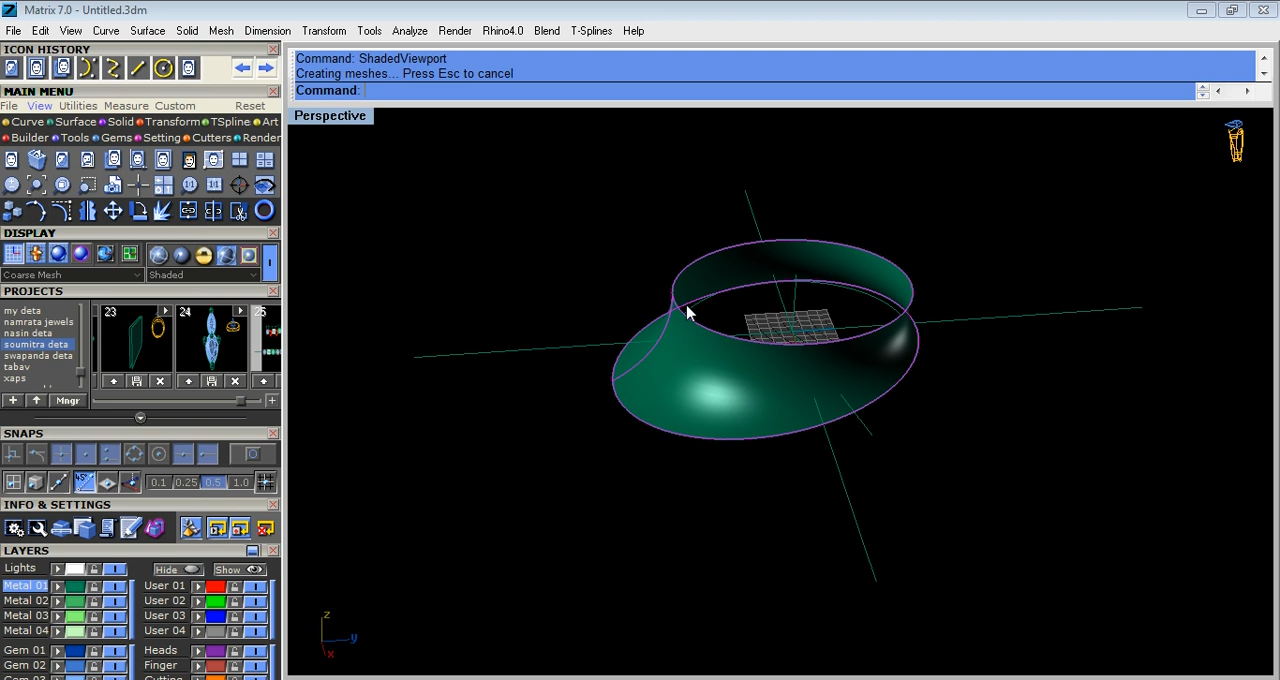 Matrix 7.0 - Untitled.3dm
File Edit View Curve Surface Solid Mesh Dimension Transform Tools Analyze Render Rhino4.0 Blend T-Splines Help
ICON HISTORY
Command: ShadedViewport
Creating meshes... Press Esc to cancel
Command:
MAIN MENU
File View Utilities Measure Custom Reset
Curve Surface Solid Transform TSpline Art
Builder Tools Gems Setting Cutters Render
Perspective
DISPLAY
Coarse Mesh Shaded
PROJECTS
my deta
namrata jewels
nasin deta
soumitra deta
swapanda deta
tabav
xaps
23 24 25
Mngr
SNAPS
45°
0.1 0.25 0.5 1.0
INFO & SETTINGS
LAYERS
Lights Hide Show
Metal 01 User 01
Metal 02 User 02
Metal 03 User 03
Metal 04 User 04
Gem 01 Heads
Gem 02 Finger
z
y
x